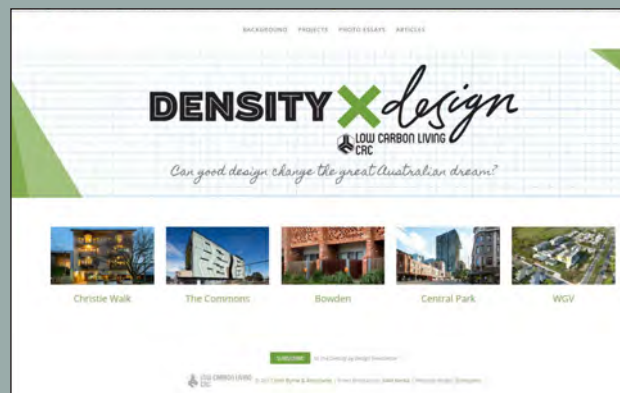 BACKGROUND PROJECTS PHOTO ESSAYS ARTICLES
DENSITY X design
LOW CARBON LIVING
CRC
Can good design change the great Australian dream?
Christie Walk The Commons Bowden Central Park WGV
SUBSCRIBE
LOW CARBON LIVING
CRC